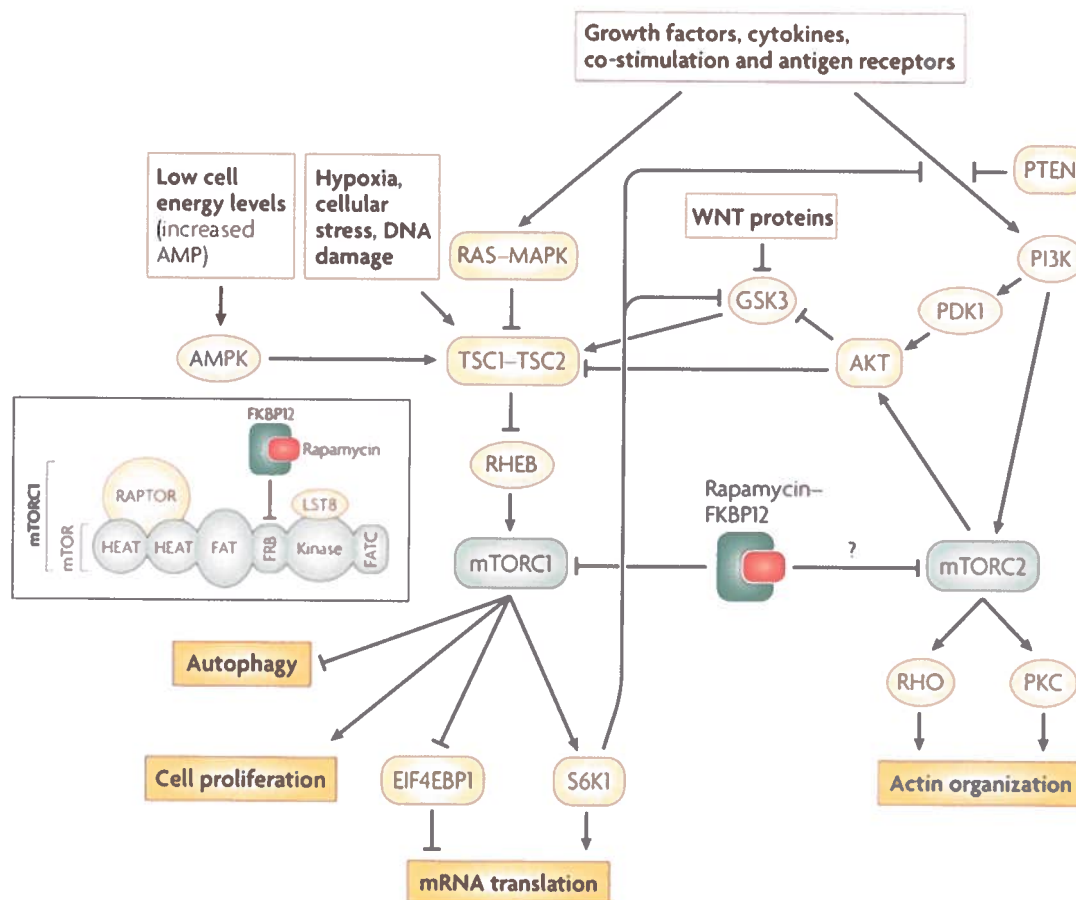 Growth factors, cytokines,
co-stimulation and antigen receptors
Low cell
energy levels
(increased
AMP)
Hypoxia,
cellular
stress, DNA
damage
RAS–MAPK
WNT proteins
PTEN
PI3K
GSK3
PDK1
AMPK
TSC1–TSC2
AKT
FKBP12
Rapamycin
RHEB
mTORC1
mTOR
RAPTOR
LST8
HEAT
HEAT
FAT
FRB
Kinase
FATC
Rapamycin–
FKBP12
mTORC1
?
mTORC2
Autophagy
RHO
PKC
Cell proliferation
EIF4EBP1
S6K1
Actin organization
mRNA translation